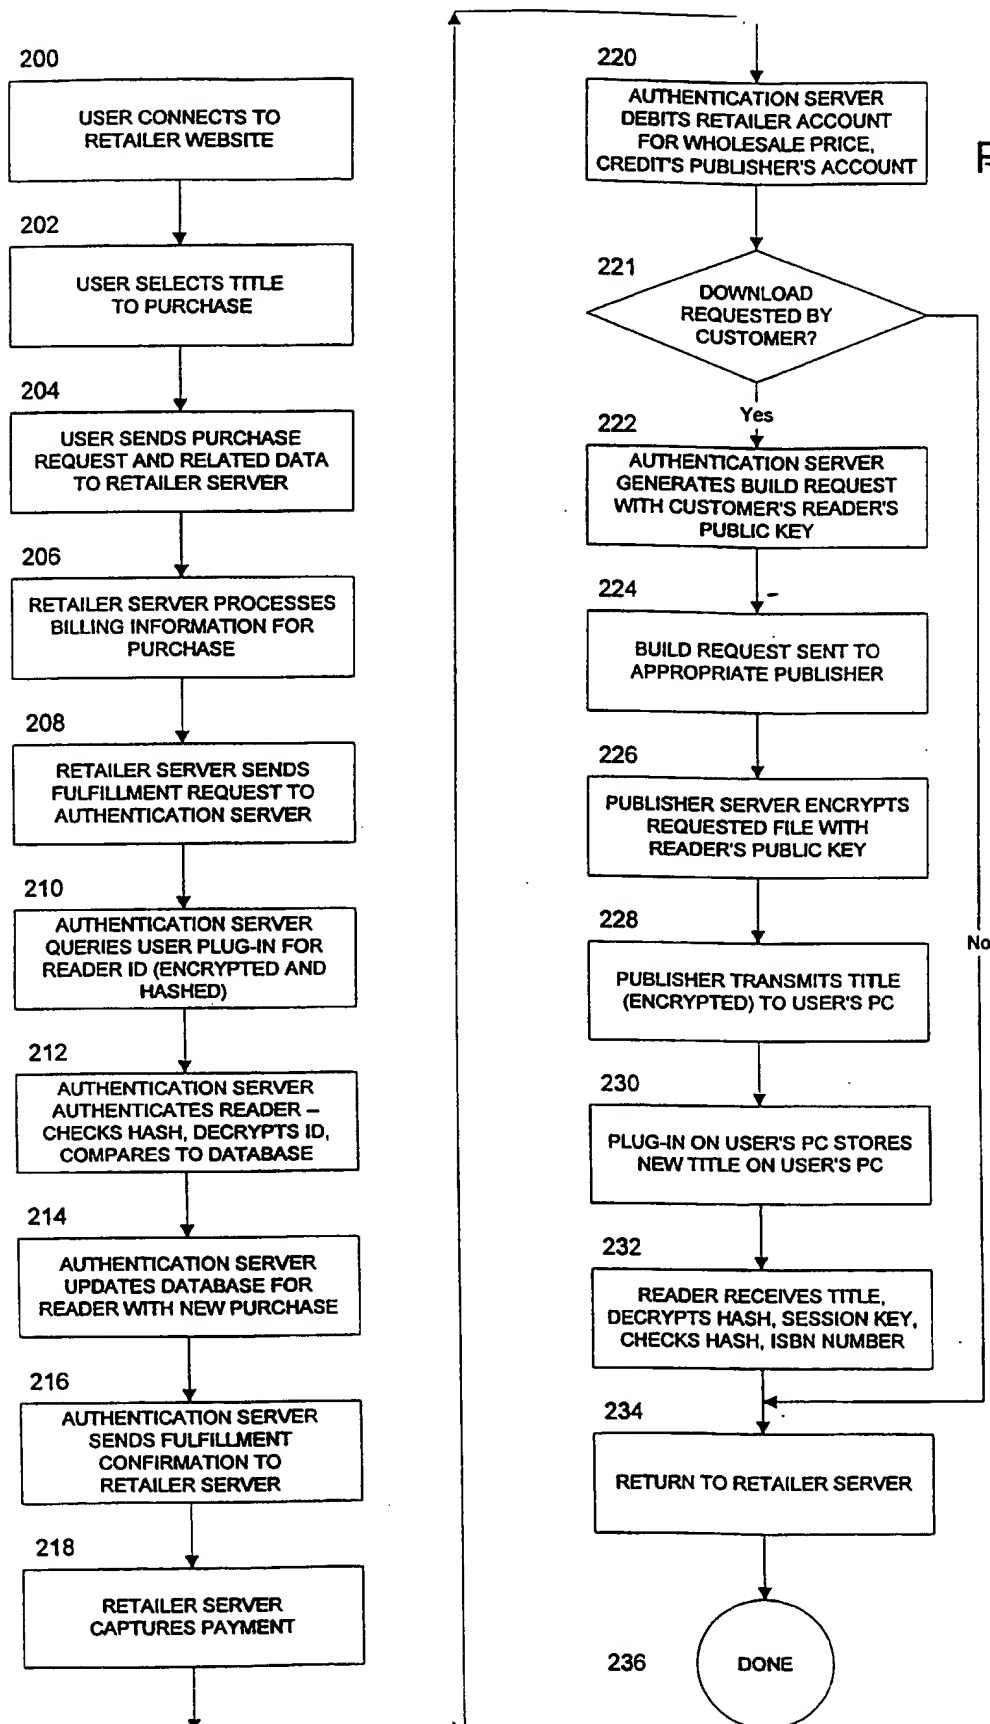 200
USER CONNECTS TO
RETAILER WEBSITE
202
USER SELECTS TITLE
TO PURCHASE
204
USER SENDS PURCHASE
REQUEST AND RELATED DATA
TO RETAILER SERVER
206
RETAILER SERVER PROCESSES
BILLING INFORMATION FOR
PURCHASE
208
RETAILER SERVER SENDS
FULFILLMENT REQUEST TO
AUTHENTICATION SERVER
210
AUTHENTICATION SERVER
QUERIES USER PLUG-IN FOR
READER ID (ENCRYPTED AND
HASHED)
212
AUTHENTICATION SERVER
AUTHENTICATES READER –
CHECKS HASH, DECRYPTS ID,
COMPARES TO DATABASE
214
AUTHENTICATION SERVER
UPDATES DATABASE FOR
READER WITH NEW PURCHASE
216
AUTHENTICATION SERVER
SENDS FULFILLMENT
CONFIRMATION TO
RETAILER SERVER
218
RETAILER SERVER
CAPTURES PAYMENT
220
AUTHENTICATION SERVER
DEBITS RETAILER ACCOUNT
FOR WHOLESALE PRICE,
CREDIT'S PUBLISHER'S ACCOUNT
221
DOWNLOAD
REQUESTED BY
CUSTOMER?
Yes
222
AUTHENTICATION SERVER
GENERATES BUILD REQUEST
WITH CUSTOMER'S READER'S
PUBLIC KEY
224
BUILD REQUEST SENT TO
APPROPRIATE PUBLISHER
226
PUBLISHER SERVER ENCRYPTS
REQUESTED FILE WITH
READER'S PUBLIC KEY
228
No
PUBLISHER TRANSMITS TITLE
(ENCRYPTED) TO USER'S PC
230
PLUG-IN ON USER'S PC STORES
NEW TITLE ON USER'S PC
232
READER RECEIVES TITLE,
DECRYPTS HASH, SESSION KEY,
CHECKS HASH, ISBN NUMBER
234
RETURN TO RETAILER SERVER
236
DONE